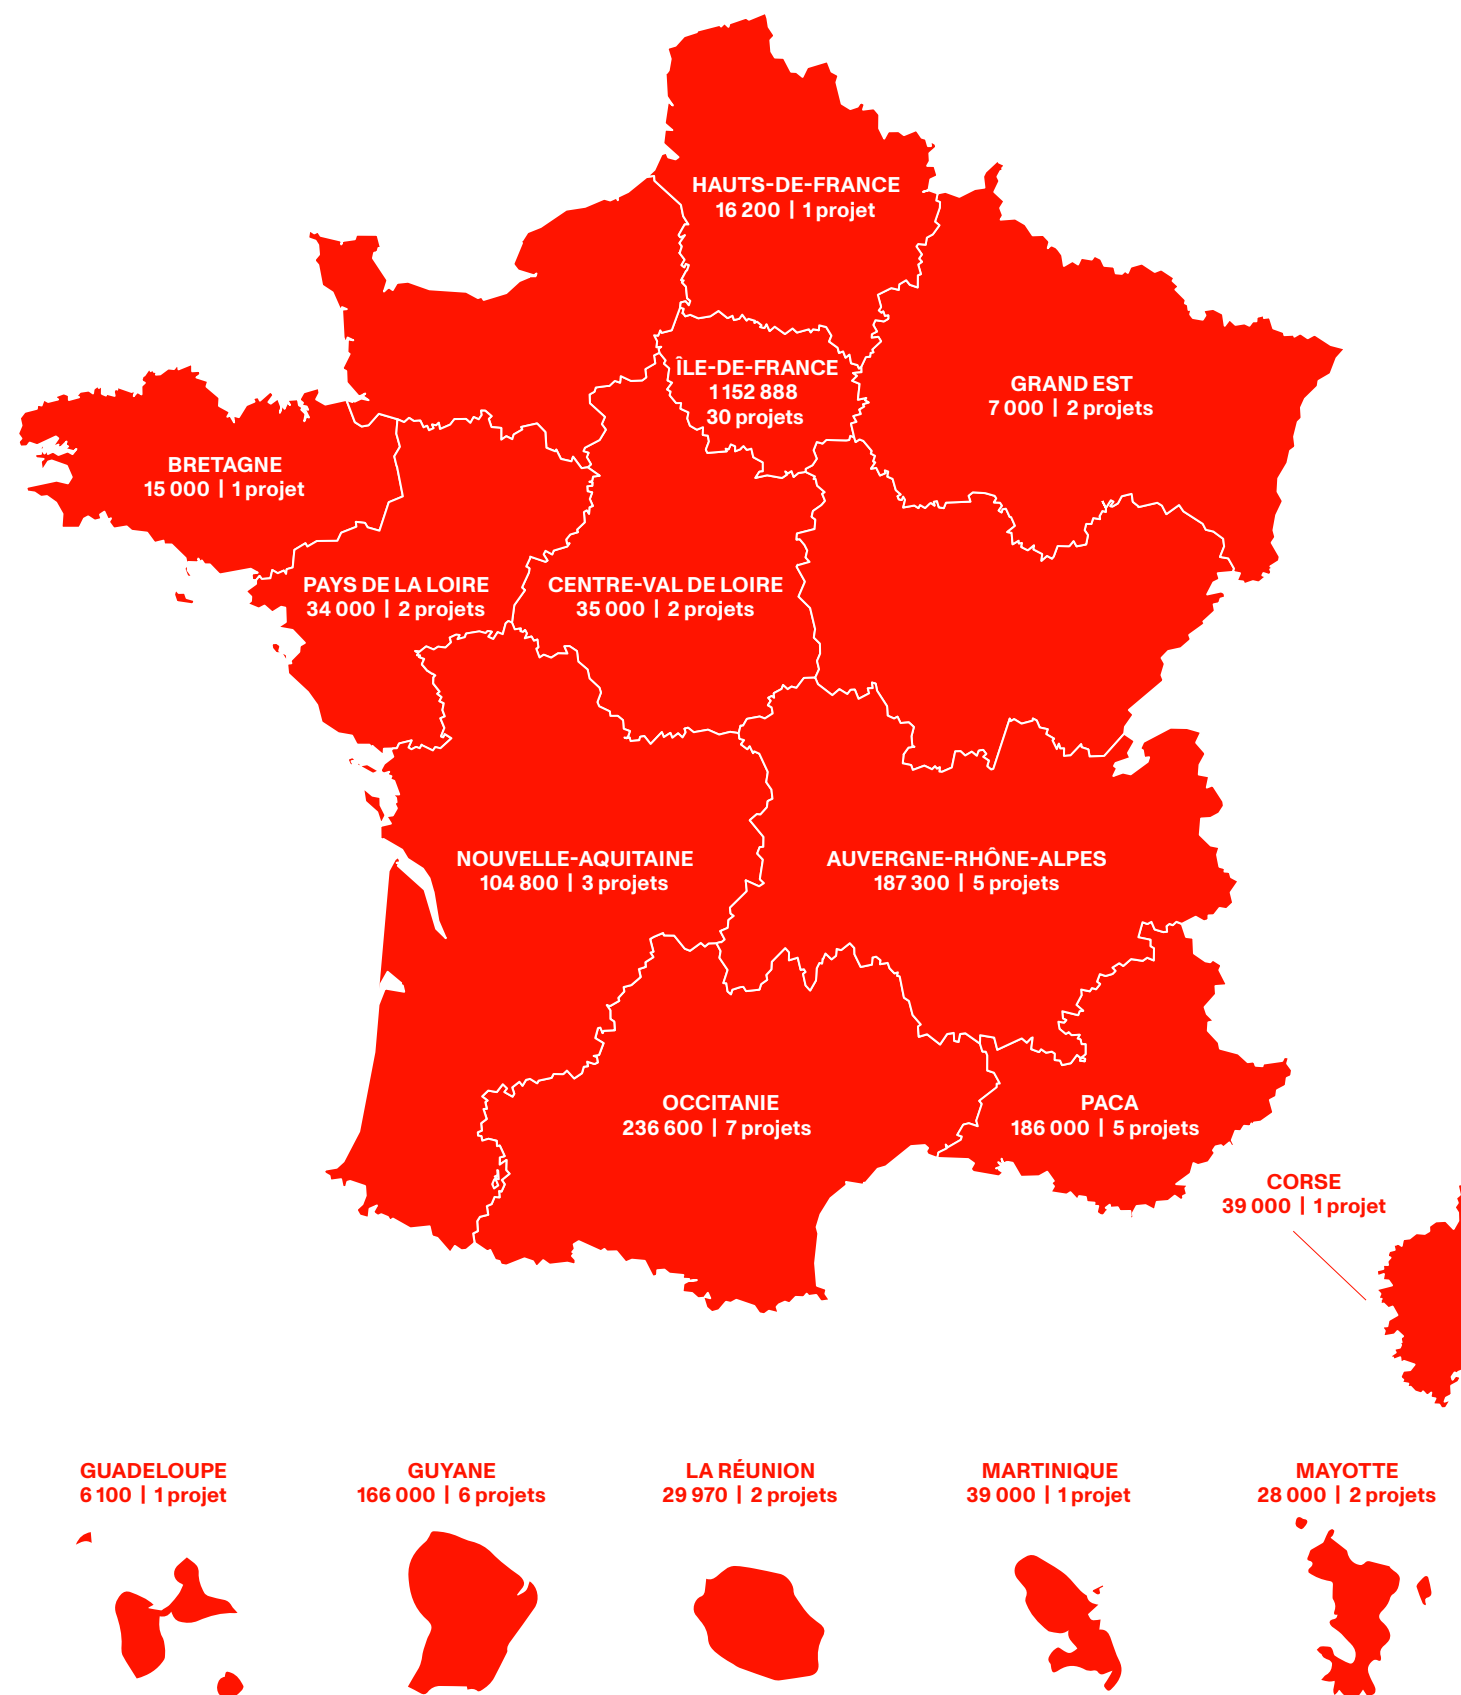 HAUTS-DE-FRANCE
16 200 | 1 projet
ÎLE-DE-FRANCE
1 152 888
30 projets
GRAND EST
7 000 | 2 projets
BRETAGNE
15 000 | 1 projet
PAYS DE LA LOIRE
34 000 | 2 projets
CENTRE-VAL DE LOIRE
35 000 | 2 projets
NOUVELLE-AQUITAINE
104 800 | 3 projets
AUVERGNE-RHÔNE-ALPES
187 300 | 5 projets
OCCITANIE
236 600 | 7 projets
PACA
186 000 | 5 projets
CORSE
39 000 | 1 projet
GUADELOUPE
6 100 | 1 projet
GUYANE
166 000 | 6 projets
LA RÉUNION
29 970 | 2 projets
MARTINIQUE
39 000 | 1 projet
MAYOTTE
28 000 | 2 projets